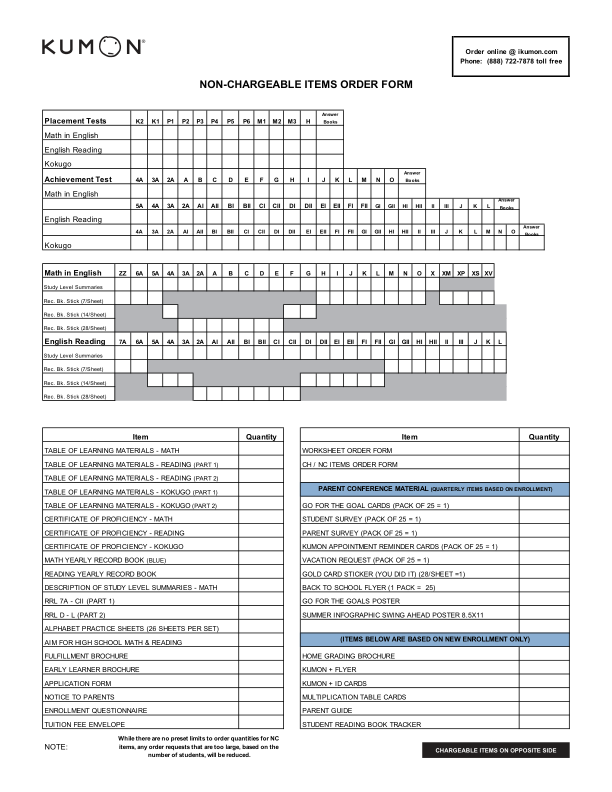 KUMON®
Order online @ ikumon.com
Phone: (888) 722-7878 toll free
NON-CHARGEABLE ITEMS ORDER FORM
Placement Tests K2 K1 P1 P2 P3 P4 P5 P6 M1 M2 M3 H Answer Books
Math in English
English Reading
Kokugo
Achievement Test 4A 3A 2A A B C D E F G H I J K L M N O Answer Books
Math in English
5A 4A 3A 2A AI AII BI BII CI CII DI DII EI EII FI FII GI GII HI HII II III J K L Answer Books
English Reading
4A 3A 2A AI AII BI BII CI CII DI DII EI EII FI FII GI GII HI HII II III J K L M N O Answer Books
Kokugo
Math in English ZZ 6A 5A 4A 3A 2A A B C D E F G H I J K L M N O X XM XP XS XV
Study Level Summaries
Rec. Bk. Stick (7/Sheet)
Rec. Bk. Stick (14/Sheet)
Rec. Bk. Stick (28/Sheet)
English Reading 7A 6A 5A 4A 3A 2A AI AII BI BII CI CII DI DII EI EII FI FII GI GII HI HII II III J K L
Study Level Summaries
Rec. Bk. Stick (7/Sheet)
Rec. Bk. Stick (14/Sheet)
Rec. Bk. Stick (28/Sheet)
Item Quantity
TABLE OF LEARNING MATERIALS - MATH
TABLE OF LEARNING MATERIALS - READING (PART 1)
TABLE OF LEARNING MATERIALS - READING (PART 2)
TABLE OF LEARNING MATERIALS - KOKUGO (PART 1)
TABLE OF LEARNING MATERIALS - KOKUGO (PART 2)
CERTIFICATE OF PROFICIENCY - MATH
CERTIFICATE OF PROFICIENCY - READING
CERTIFICATE OF PROFICIENCY - KOKUGO
MATH YEARLY RECORD BOOK (BLUE)
READING YEARLY RECORD BOOK
DESCRIPTION OF STUDY LEVEL SUMMARIES - MATH
RRL 7A - CII (PART 1)
RRL D - L (PART 2)
ALPHABET PRACTICE SHEETS (26 SHEETS PER SET)
AIM FOR HIGH SCHOOL MATH & READING
FULFILLMENT BROCHURE
EARLY LEARNER BROCHURE
APPLICATION FORM
NOTICE TO PARENTS
ENROLLMENT QUESTIONNAIRE
TUITION FEE ENVELOPE
Item Quantity
WORKSHEET ORDER FORM
CH / NC ITEMS ORDER FORM
PARENT CONFERENCE MATERIAL (QUARTERLY ITEMS BASED ON ENROLLMENT)
GO FOR THE GOAL CARDS (PACK OF 25 = 1)
STUDENT SURVEY (PACK OF 25 = 1)
PARENT SURVEY (PACK OF 25 = 1)
KUMON APPOINTMENT REMINDER CARDS (PACK OF 25 = 1)
VACATION REQUEST (PACK OF 25 = 1)
GOLD CARD STICKER (YOU DID IT) (28/SHEET =1)
BACK TO SCHOOL FLYER (1 PACK = 25)
GO FOR THE GOALS POSTER
SUMMER INFOGRAPHIC SWING AHEAD POSTER 8.5X11
(ITEMS BELOW ARE BASED ON NEW ENROLLMENT ONLY)
HOME GRADING BROCHURE
KUMON + FLYER
KUMON + ID CARDS
MULTIPLICATION TABLE CARDS
PARENT GUIDE
STUDENT READING BOOK TRACKER
NOTE:
While there are no preset limits to order quantities for NC
items, any order requests that are too large, based on the
number of students, will be reduced.
CHARGEABLE ITEMS ON OPPOSITE SIDE